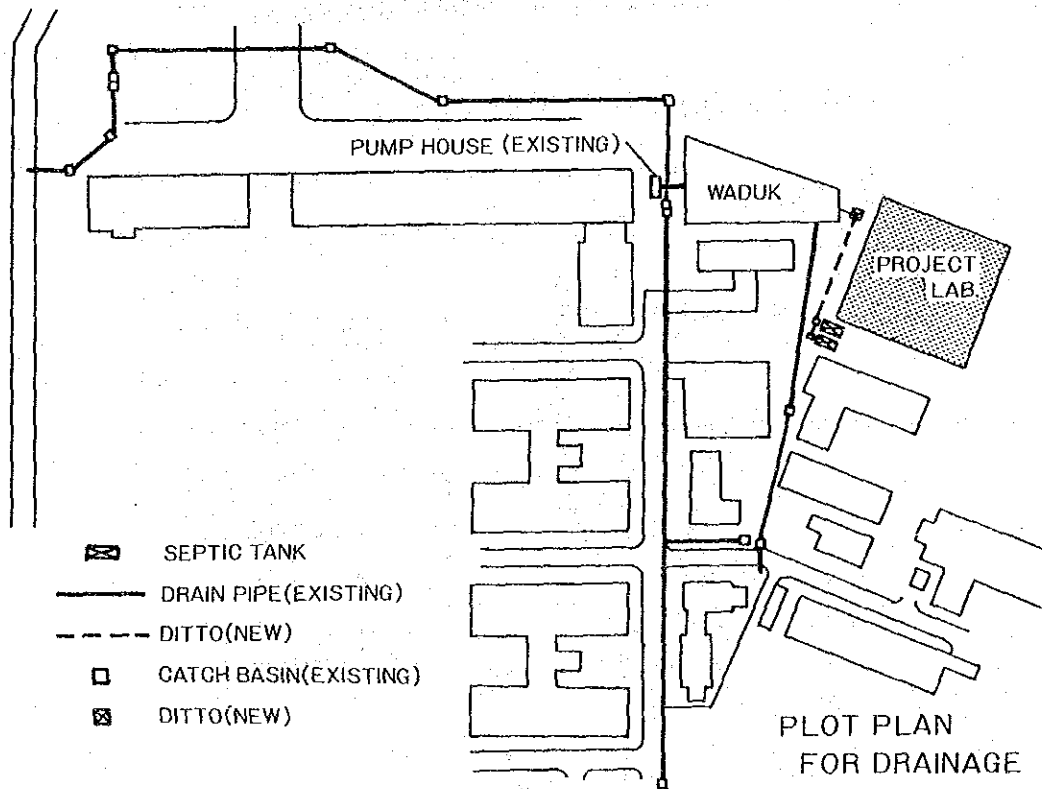 PUMP HOUSE (EXISTING)
WADUK
PROJECT
LAB.
SEPTIC TANK
DRAIN PIPE(EXISTING)
DITTO(NEW)
CATCH BASIN(EXISTING)
DITTO(NEW)
PLOT PLAN
FOR DRAINAGE